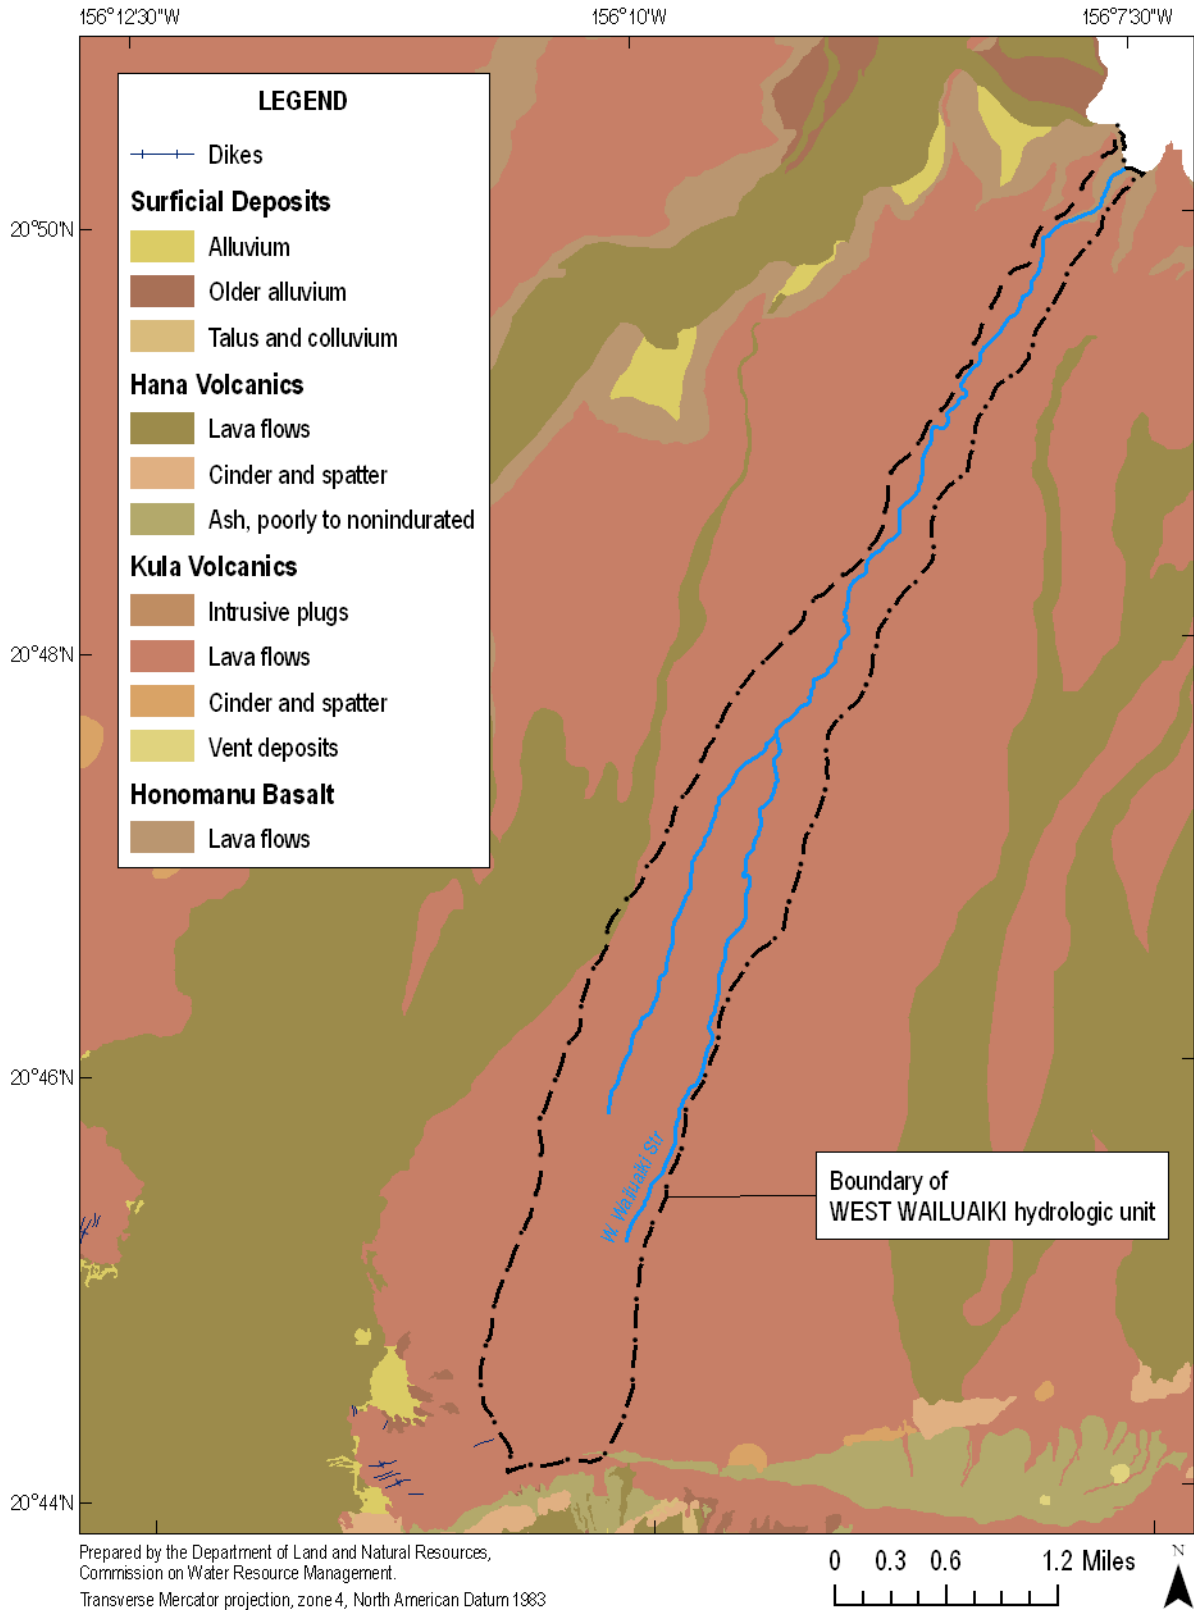 156°12'30"W 156°10'W 156°7'30"W
LEGEND
Dikes
Surficial Deposits
Alluvium
Older alluvium
Talus and colluvium
Hana Volcanics
Lava flows
Cinder and spatter
Ash, poorly to nonindurated
Kula Volcanics
Intrusive plugs
Lava flows
Cinder and spatter
Vent deposits
Honomanu Basalt
Lava flows
20°50'N
20°48'N
20°46'N
20°44'N
W. Wailuaiki Str
Boundary of
WEST WAILUAIKI hydrologic unit
Prepared by the Department of Land and Natural Resources,
Commission on Water Resource Management.
Transverse Mercator projection, zone 4, North American Datum 1983
0 0.3 0.6 1.2 Miles
N